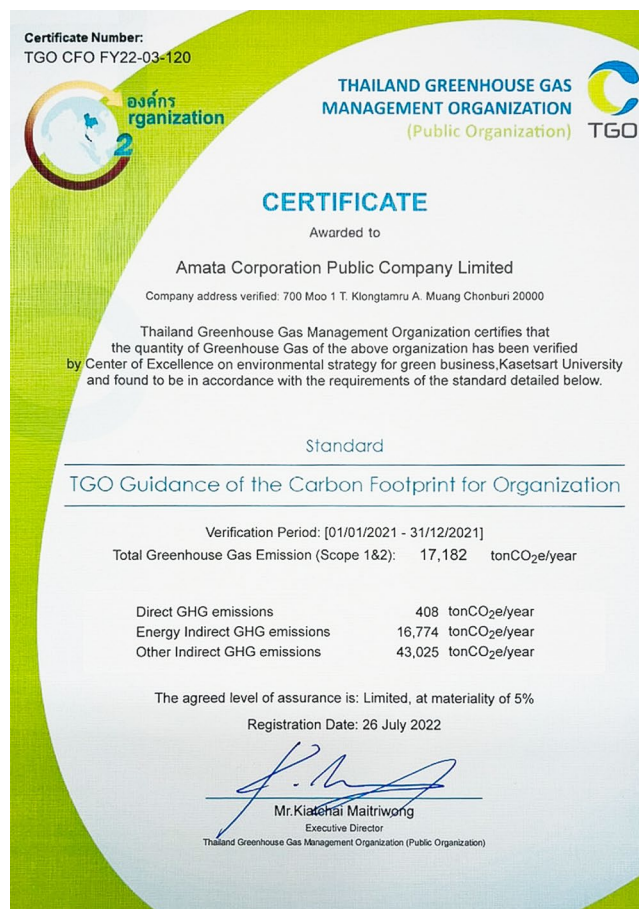 Certificate Number:
TGO CFO FY22-03-120
องค์กร
rganization
2
THAILAND GREENHOUSE GAS
MANAGEMENT ORGANIZATION
(Public Organization)
TGO
CERTIFICATE
Awarded to
Amata Corporation Public Company Limited
Company address verified: 700 Moo 1 T. Klongtamru A. Muang Chonburi 20000
Thailand Greenhouse Gas Management Organization certifies that
the quantity of Greenhouse Gas of the above organization has been verified
by Center of Excellence on environmental strategy for green business,Kasetsart University
and found to be in accordance with the requirements of the standard detailed below.
Standard
TGO Guidance of the Carbon Footprint for Organization
Verification Period: [01/01/2021 - 31/12/2021]
Total Greenhouse Gas Emission (Scope 1&2): 17,182 tonCO₂e/year
Direct GHG emissions 408 tonCO₂e/year
Energy Indirect GHG emissions 16,774 tonCO₂e/year
Other Indirect GHG emissions 43,025 tonCO₂e/year
The agreed level of assurance is: Limited, at materiality of 5%
Registration Date: 26 July 2022
Mr.Kiatchai Maitriwong
Executive Director
Thailand Greenhouse Gas Management Organization (Public Organization)